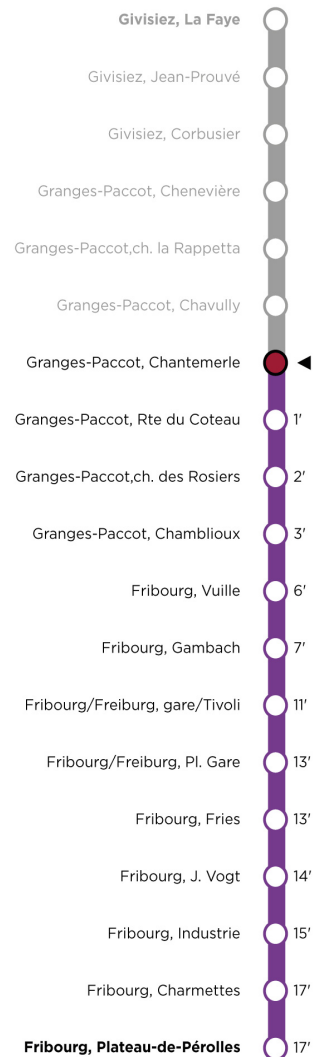 Givisiez, La Faye
Givisiez, Jean-Prouvé
Givisiez, Corbusier
Granges-Paccot, Chenevière
Granges-Paccot,ch. la Rappetta
Granges-Paccot, Chavully
Granges-Paccot, Chantemerle
Granges-Paccot, Rte du Coteau 1'
Granges-Paccot,ch. des Rosiers 2'
Granges-Paccot, Chamblioux 3'
Fribourg, Vuille 6'
Fribourg, Gambach 7'
Fribourg/Freiburg, gare/Tivoli 11'
Fribourg/Freiburg, Pl. Gare 13'
Fribourg, Fries 13'
Fribourg, J. Vogt 14'
Fribourg, Industrie 15'
Fribourg, Charmettes 17'
Fribourg, Plateau-de-Pérolles 17'